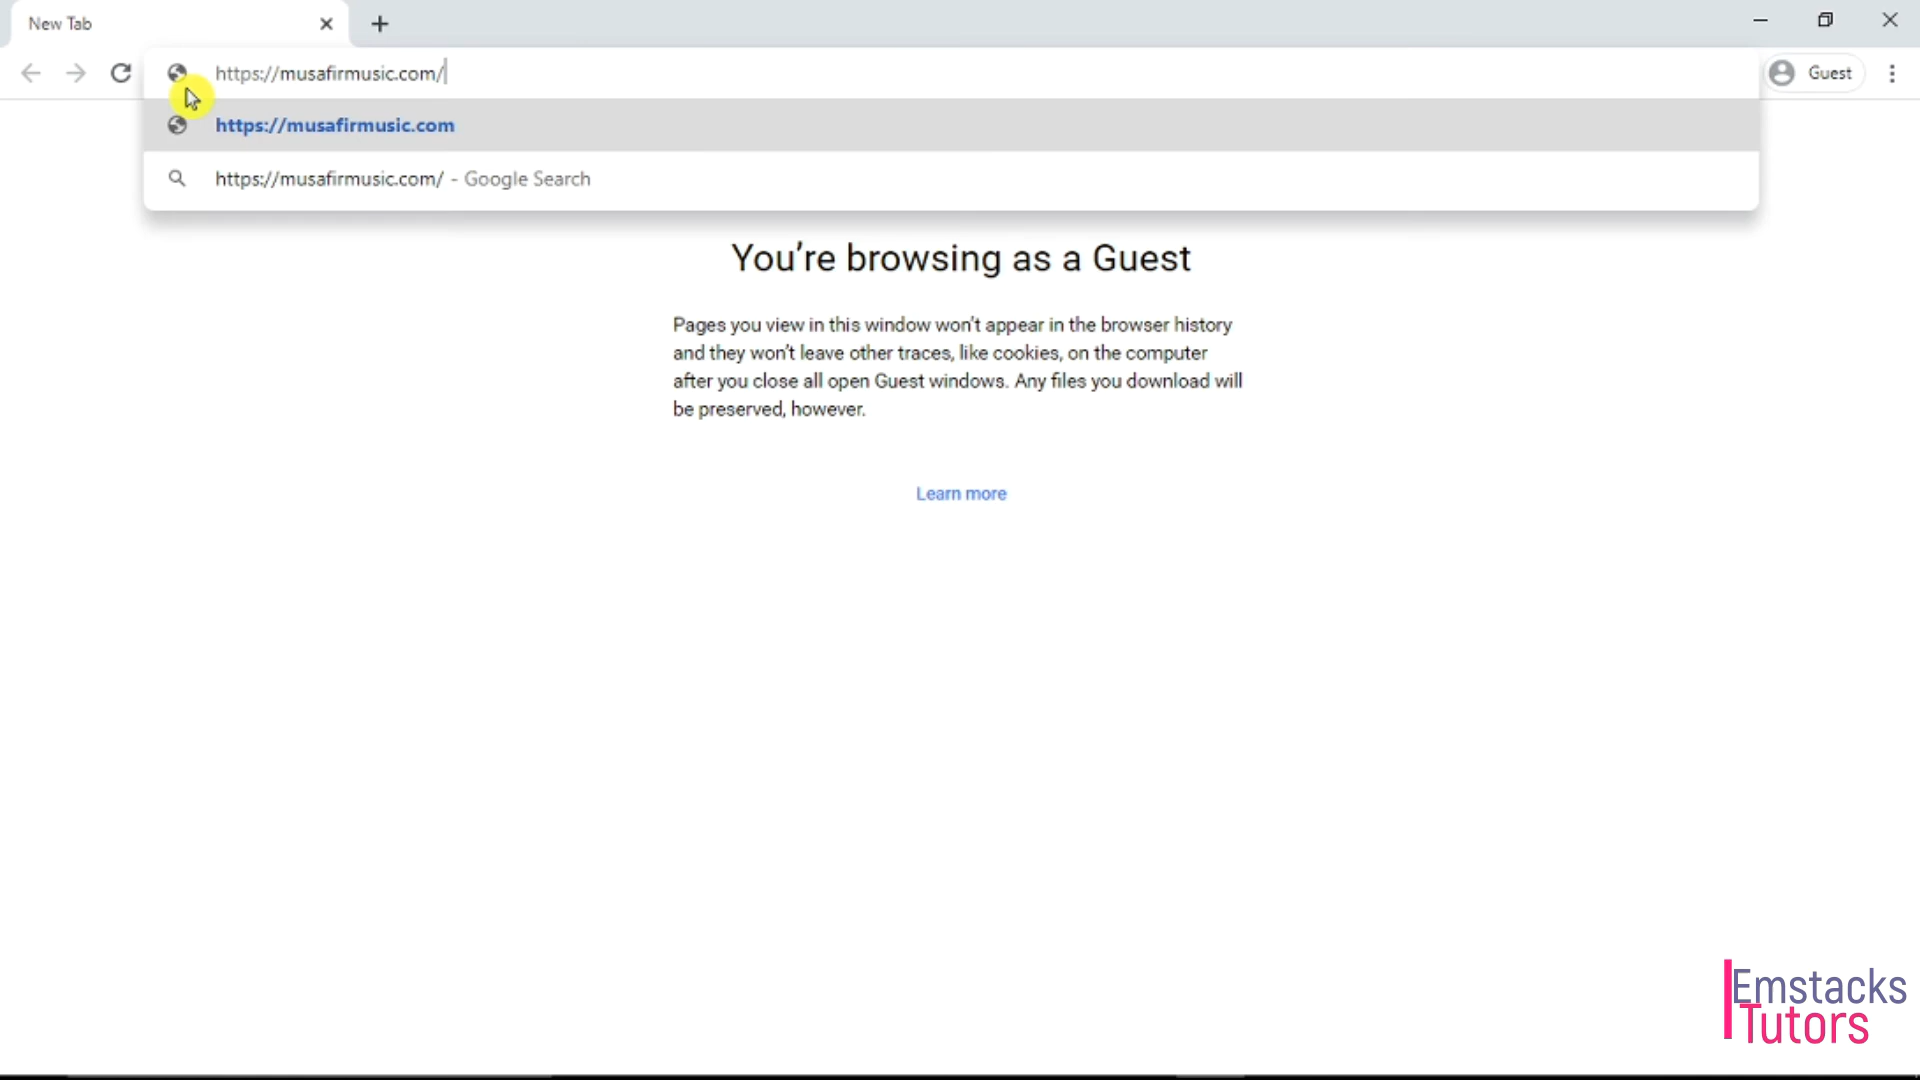 New Tab
https://musafirmusic.com/
Guest
https://musafirmusic.com
https://musafirmusic.com/ - Google Search
You’re browsing as a Guest
Pages you view in this window won’t appear in the browser history
and they won’t leave other traces, like cookies, on the computer
after you close all open Guest windows. Any files you download will
be preserved, however.
Learn more
Emstacks
Tutors